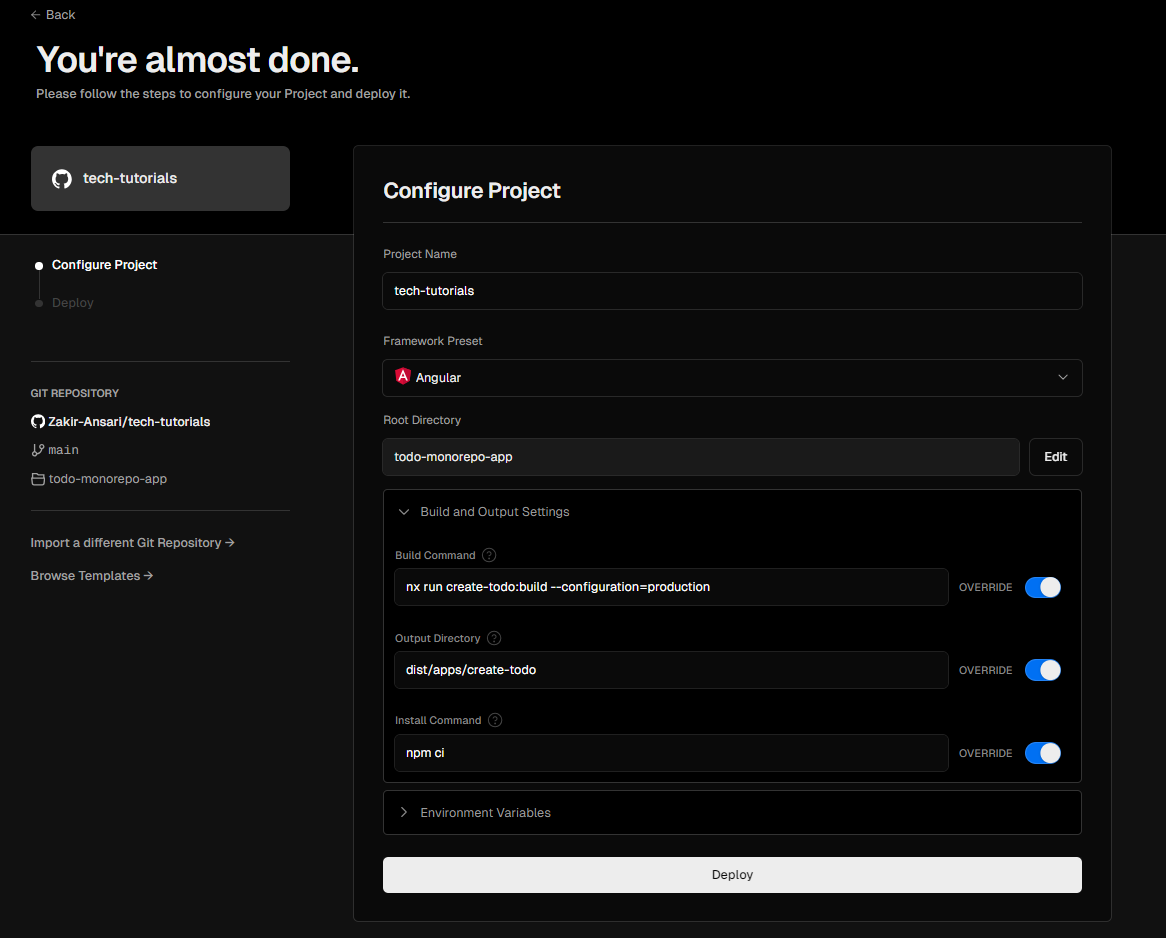 ← Back
You're almost done.
Please follow the steps to configure your Project and deploy it.
tech-tutorials
Configure Project
Deploy
GIT REPOSITORY
Zakir-Ansari/tech-tutorials
main
todo-monorepo-app
Import a different Git Repository →
Browse Templates →
Configure Project
Project Name
tech-tutorials
Framework Preset
A Angular
Root Directory
todo-monorepo-app
Edit
Build and Output Settings
Build Command ?
nx run create-todo:build --configuration=production
OVERRIDE
Output Directory ?
dist/apps/create-todo
OVERRIDE
Install Command ?
npm ci
OVERRIDE
Environment Variables
Deploy